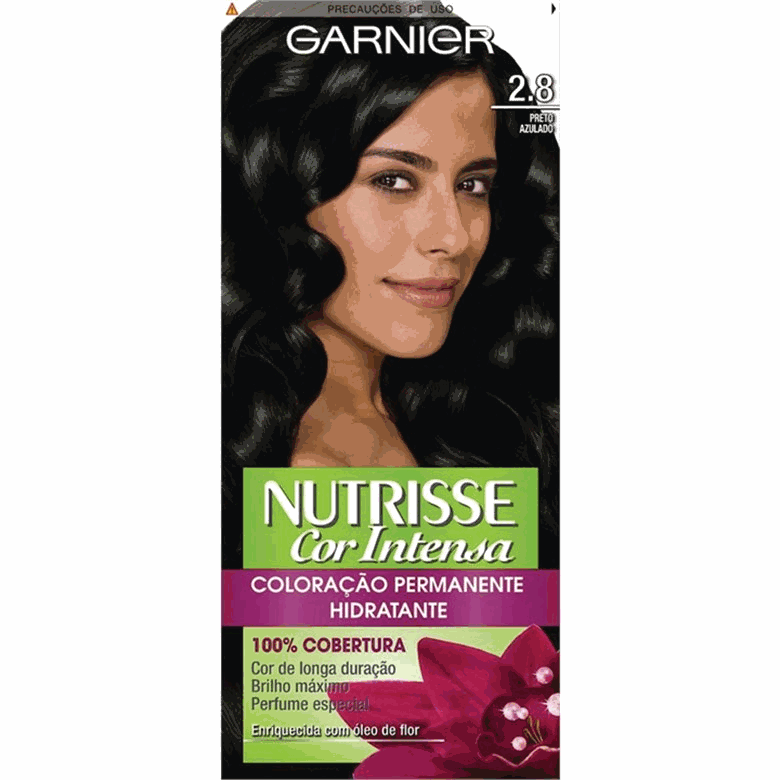 PRECAUÇÕES DE USO
GARNIER
2.8
PRETO
AZULADO
NUTRISSE
Cor Intensa
COLORAÇÃO PERMANENTE
HIDRATANTE
100% COBERTURA
Cor de longa duração
Brilho máximo
Perfume especial
Enriquecida com óleo de flor